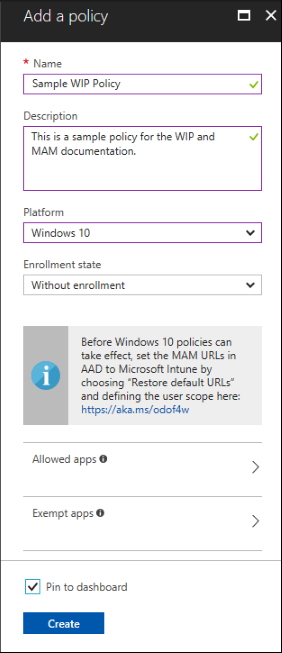 Add a policy
* Name
Sample WIP Policy
Description
This is a sample policy for the WIP and
MAM documentation.
Platform
Windows 10
Enrollment state
Without enrollment
Before Windows 10 policies can
take effect, set the MAM URLs in
AAD to Microsoft Intune by
choosing “Restore default URLs”
and defining the user scope here:
https://aka.ms/odof4w
Allowed apps
Exempt apps
Pin to dashboard
Create